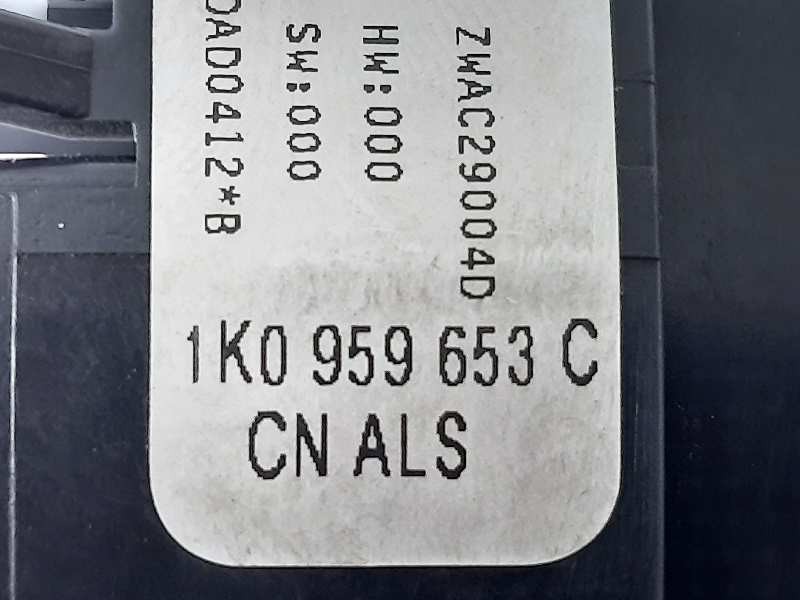 ZWAC29004D
HW:000
SW:000
DAD0412*B
1K0 959 653 C
CN ALS